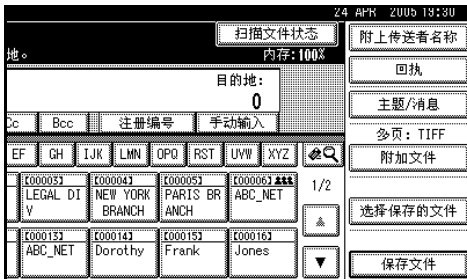 24 APR 2005 19:30
扫描文件状态
附上传送者名称
地。
内存:100%
回执
目的地:
0
主题/消息
Cc Bcc 注册编号 手动输入
多页: TIFF
EF GH IJK LMN OPQ RST UVW XYZ
附加文件
[00003] [00004] [00005] [00006]
LEGAL DI NEW YORK PARIS BR ABC_NET
V BRANCH ANCH
1/2
选择保存的文件
[00013] [00014] [00015] [00016]
ABC_NET Dorothy Frank Jones
保存文件